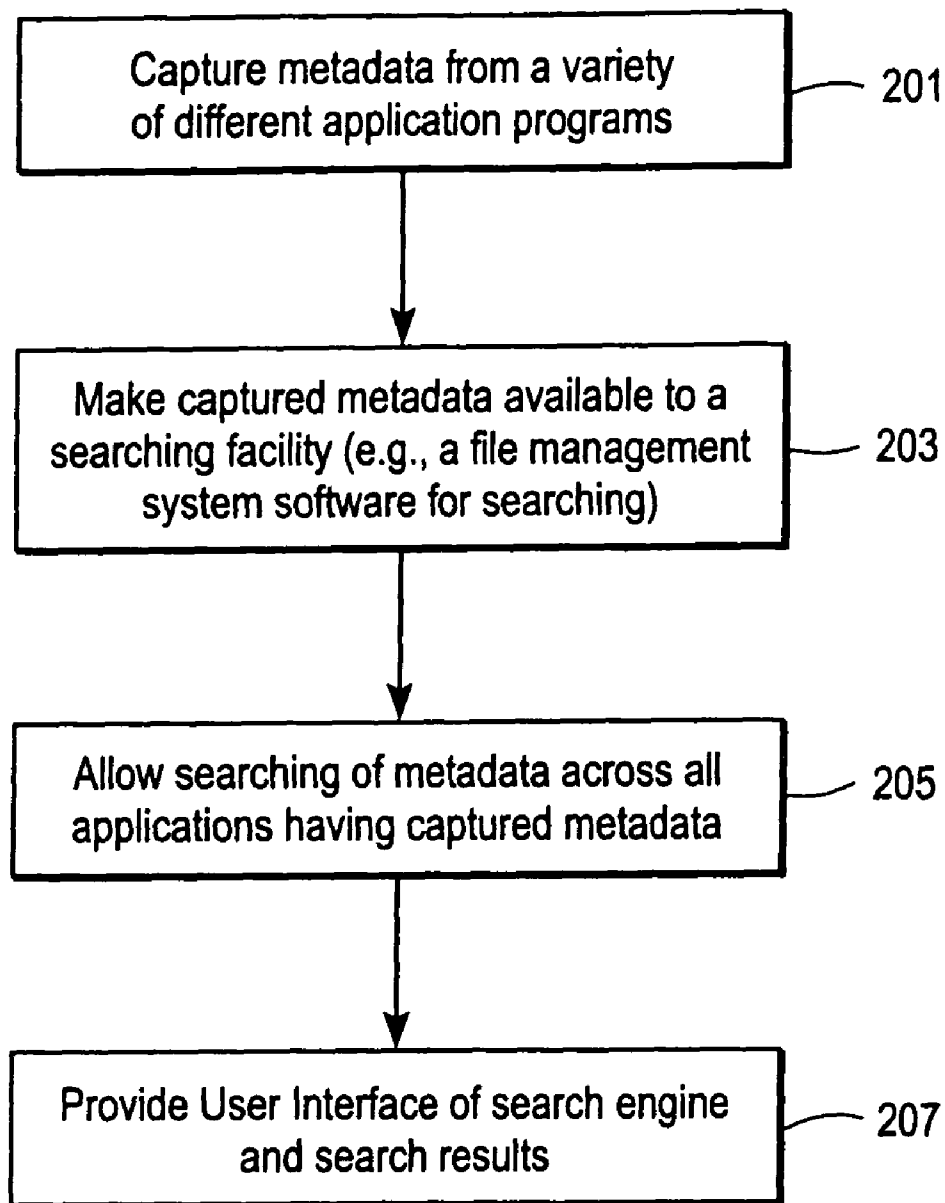 Capture metadata from a variety
of different application programs
201
Make captured metadata available to a
searching facility (e.g., a file management
system software for searching)
203
Allow searching of metadata across all
applications having captured metadata
205
Provide User Interface of search engine
and search results
207